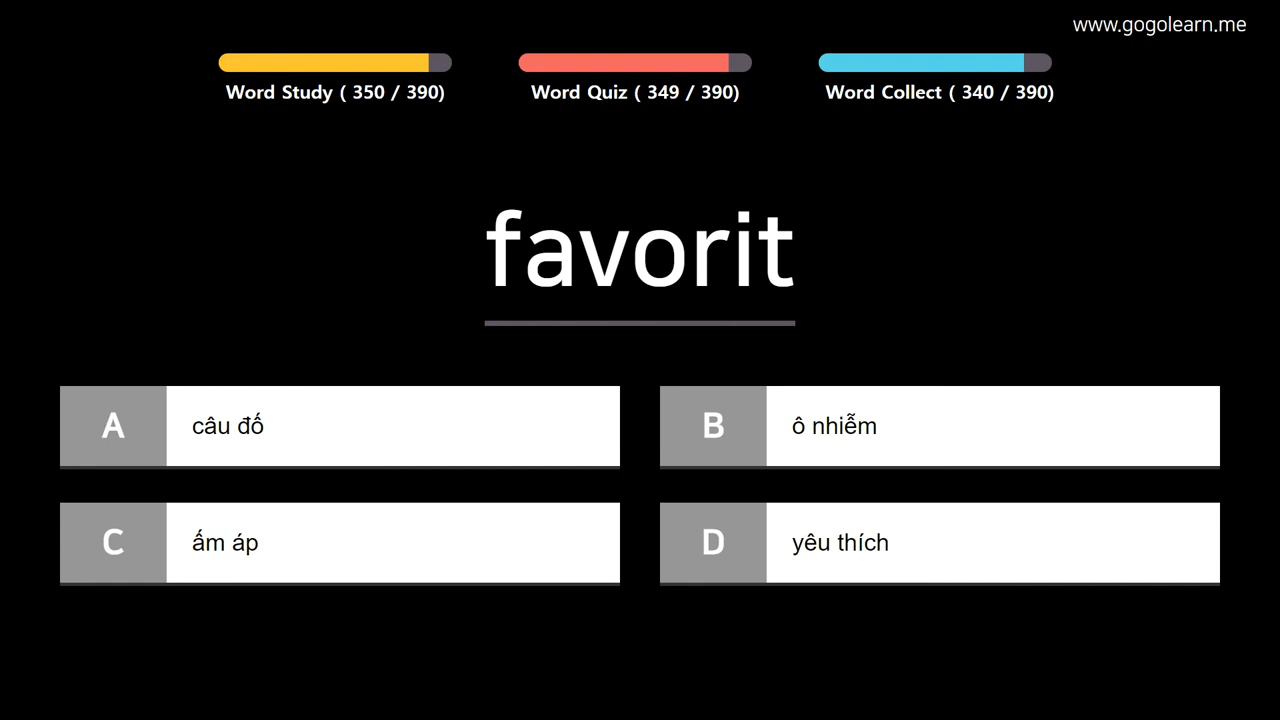 www.gogolearn.me
Word Study ( 350 / 390)
Word Quiz ( 349 / 390)
Word Collect ( 340 / 390)
favorit
A câu đố
B ô nhiễm
C ấm áp
D yêu thích